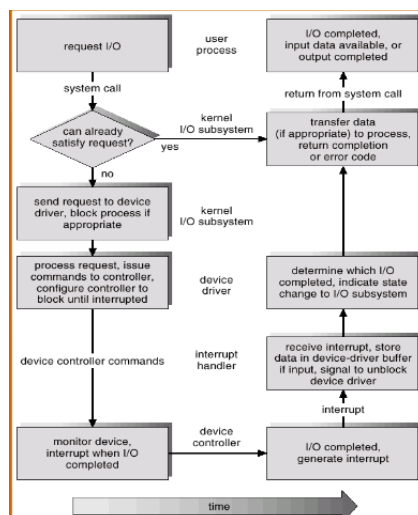 request I/O
user
process
I/O completed,
input data available, or
output completed
system call
return from system call
can already
satisfy request?
kernel
I/O subsystem
yes
transfer data
(if appropriate) to process,
return completion
or error code
no
send request to device
driver, block process if
appropriate
kernel
I/O subsystem
process request, issue
commands to controller,
configure controller to
block until interrupted
device
driver
determine which I/O
completed, indicate state
change to I/O subsystem
device controller commands
interrupt
handler
receive interrupt, store
data in device-driver buffer
if input, signal to unblock
device driver
interrupt
monitor device,
interrupt when I/O
completed
device
controller
I/O completed,
generate interrupt
time